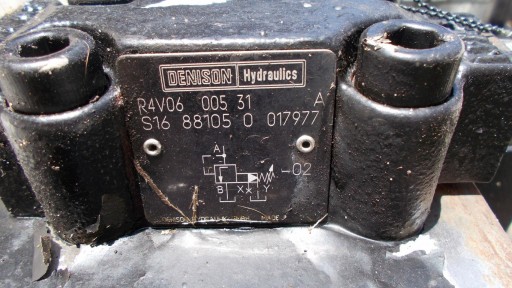 DENISON Hydraulics
R4V06 005 31 A
S16 88105 0 017977
A
-02
B X Y